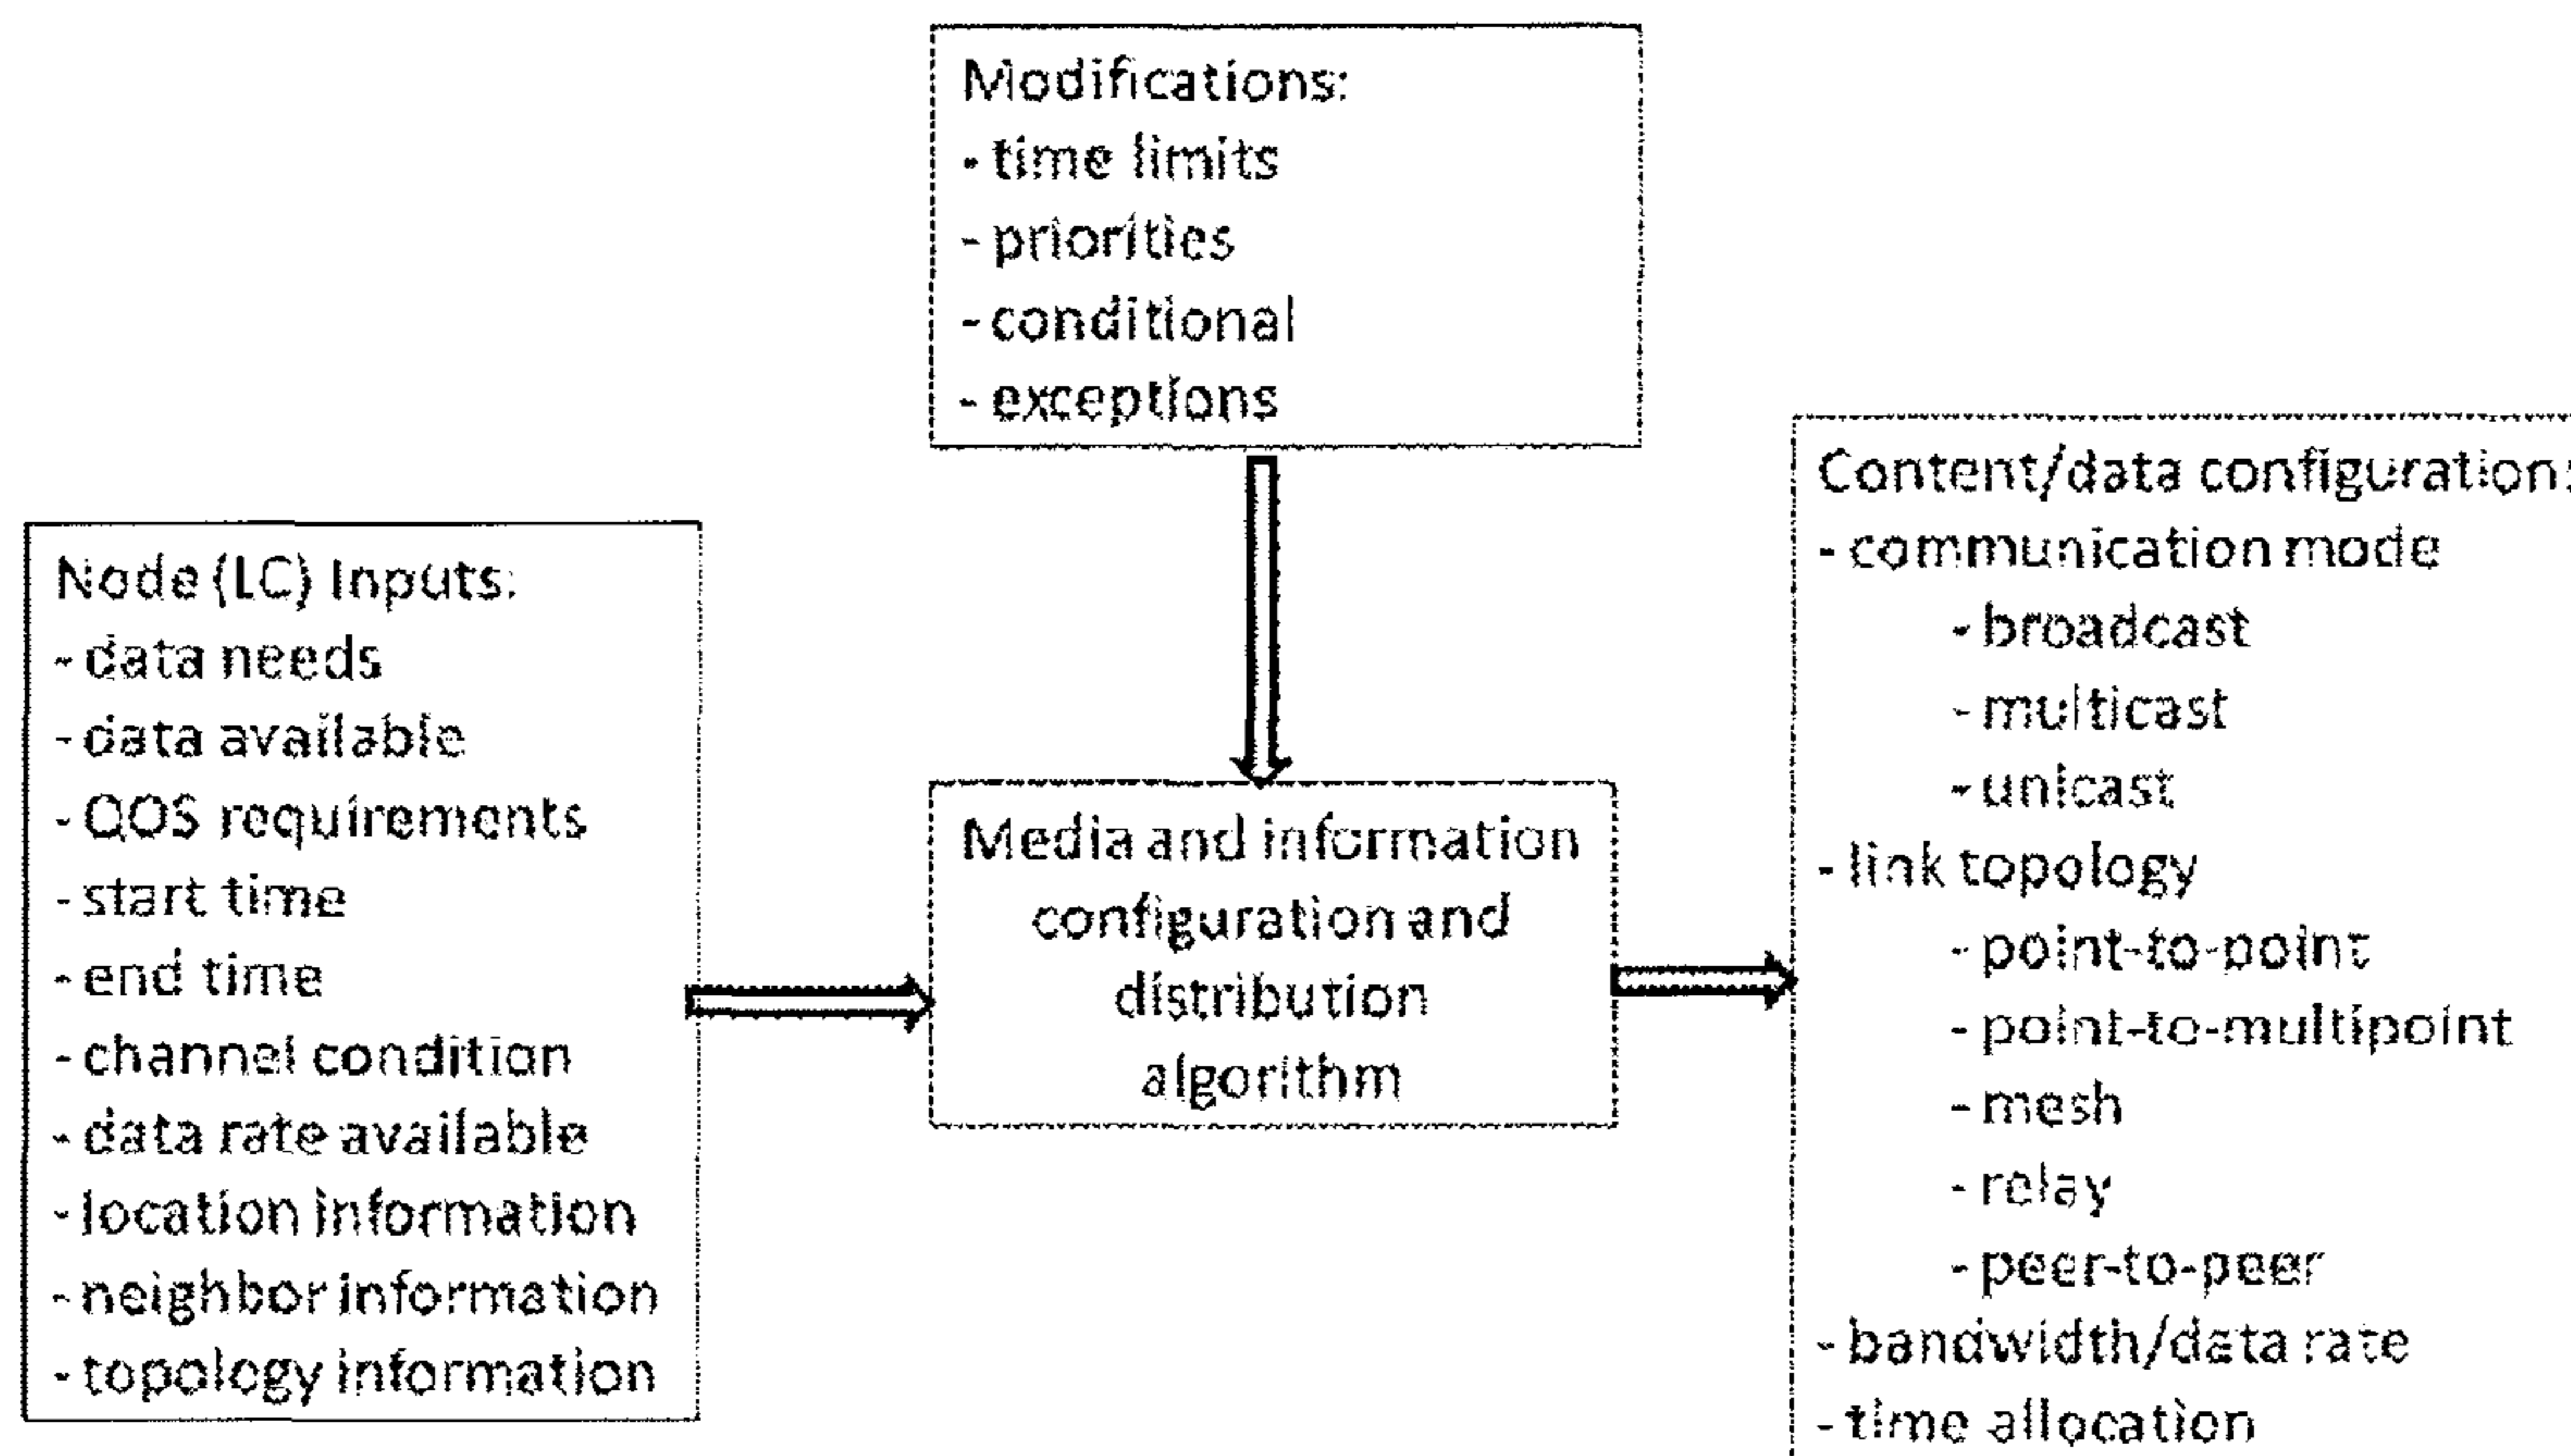 Modifications:
- time limits
- priorities
- conditional
- exceptions
Node (LC) Inputs:
- data needs
- data available
- QOS requirements
- start time
- end time
- channel condition
- data rate available
- location information
- neighbor information
- topology information
Media and information
configuration and
distribution
algorithm
Content/data configuration:
- communication mode
- broadcast
- multicast
- unicast
- link topology
- point-to-point
- point-to-multipoint
- mesh
- relay
- peer-to-peer
- bandwidth/data rate
- time allocation